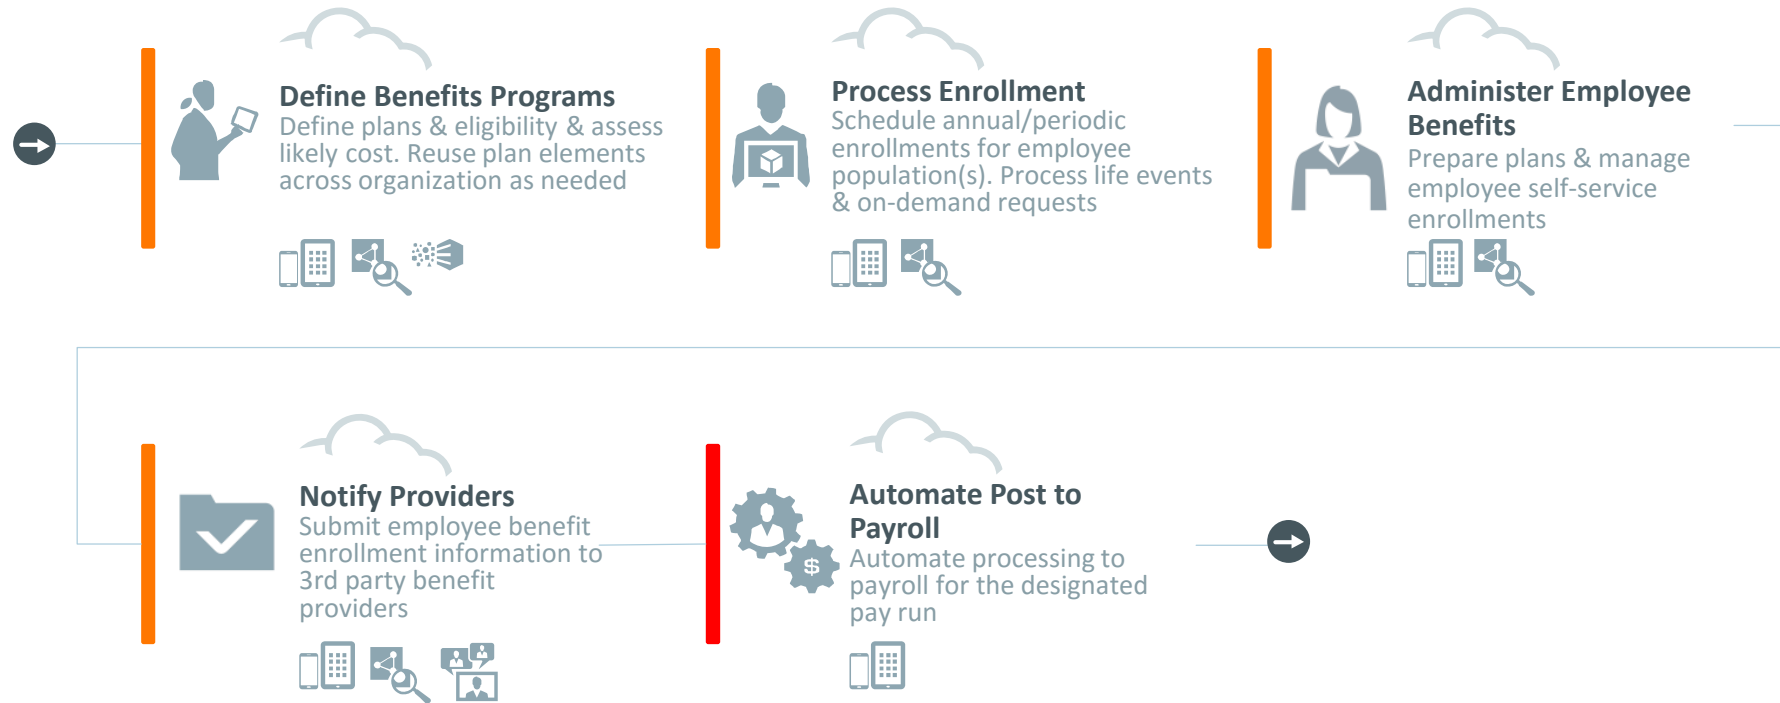 Define Benefits Programs
Define plans & eligibility & assess
likely cost. Reuse plan elements
across organization as needed
Process Enrollment
Schedule annual/periodic
enrollments for employee
population(s). Process life events
& on-demand requests
Administer Employee
Benefits
Prepare plans & manage
employee self-service
enrollments
Notify Providers
Submit employee benefit
enrollment information to
3rd party benefit
providers
Automate Post to
Payroll
$
Automate processing to
payroll for the designated
pay run